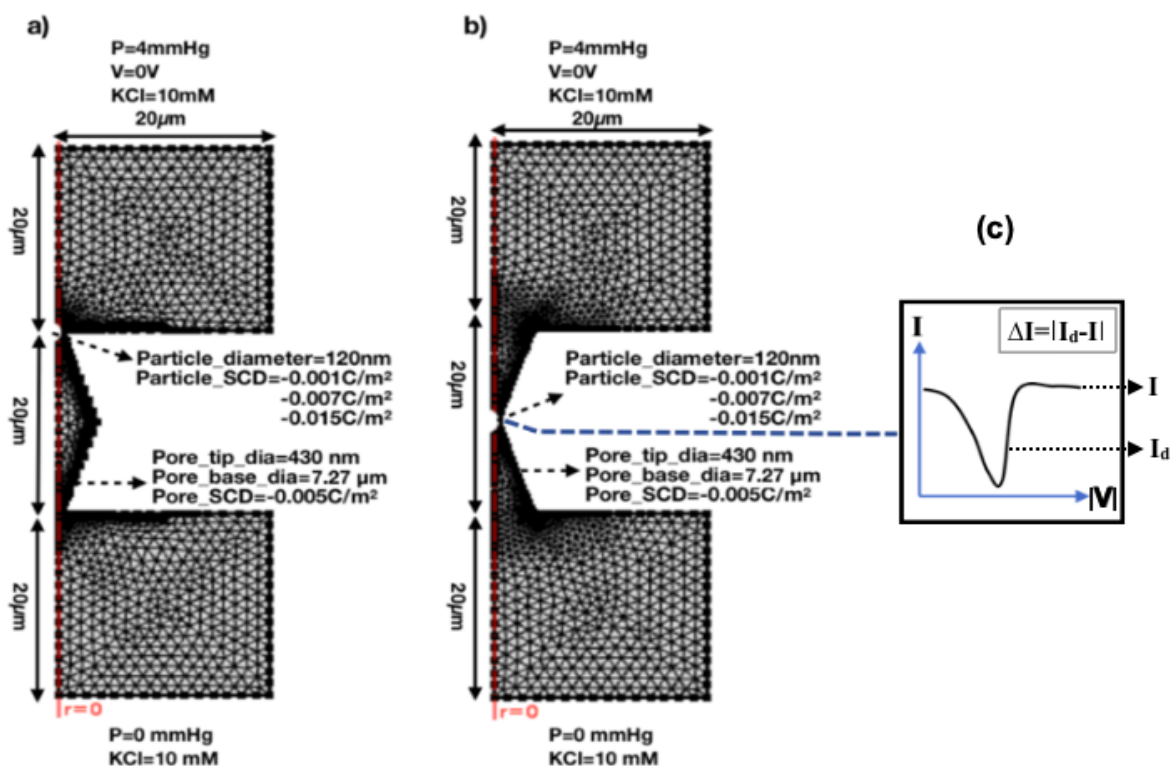 a)
P=4mmHg
V=0V
KCl=10mM
20µm
20µm
20µm
20µm
Particle_diameter=120nm
Particle_SCD=-0.001C/m²
-0.007C/m²
-0.015C/m²
Pore_tip_dia=430 nm
Pore_base_dia=7.27 µm
Pore_SCD=-0.005C/m²
r=0
P=0 mmHg
KCl=10 mM
b)
P=4mmHg
V=0V
KCl=10mM
20µm
20µm
20µm
20µm
Particle_diameter=120nm
Particle_SCD=-0.001C/m²
-0.007C/m²
-0.015C/m²
Pore_tip_dia=430 nm
Pore_base_dia=7.27 µm
Pore_SCD=-0.005C/m²
r=0
P=0 mmHg
KCl=10 mM
(c)
I
ΔI=|I_d-I|
I
I_d
|V|